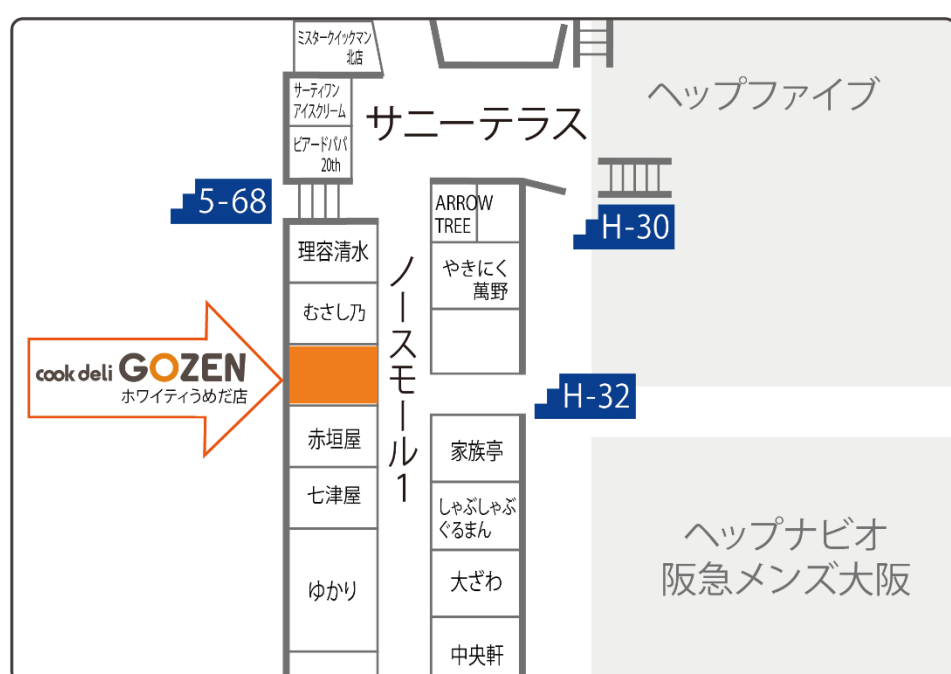 ミスタークイックマン
北店
サーティワン
アイスクリーム
ビアードパパ
20th
サニーテラス
ヘップファイブ
5-68
H-30
ARROW
TREE
理容清水
やきにく
萬野
むさし乃
ノースモール1
cook deli GOZEN
ホワイティうめだ店
H-32
赤垣屋
家族亭
七津屋
しゃぶしゃぶ
ぐるまん
ヘップナビオ
阪急メンズ大阪
ゆかり
大ざわ
中央軒